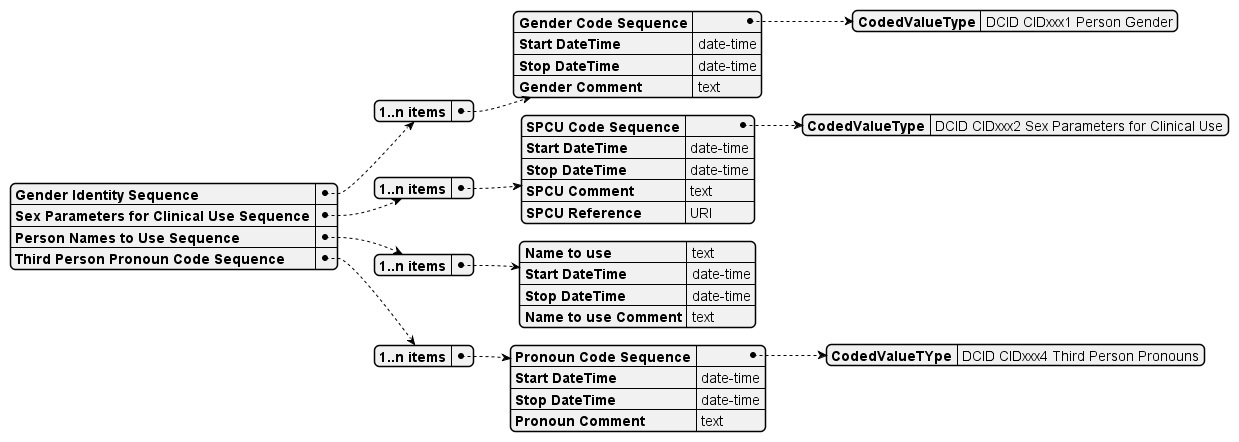 Gender Identity Sequence
Sex Parameters for Clinical Use Sequence
Person Names to Use Sequence
Third Person Pronoun Code Sequence
1..n items
Gender Code Sequence
Start DateTime date-time
Stop DateTime date-time
Gender Comment text
CodedValueType DCID CIDxxx1 Person Gender
1..n items
SPCU Code Sequence
Start DateTime date-time
Stop DateTime date-time
SPCU Comment text
SPCU Reference URI
CodedValueType DCID CIDxxx2 Sex Parameters for Clinical Use
1..n items
Name to use text
Start DateTime date-time
Stop DateTime date-time
Name to use Comment text
1..n items
Pronoun Code Sequence
Start DateTime date-time
Stop DateTime date-time
Pronoun Comment text
CodedValueTYpe DCID CIDxxx4 Third Person Pronouns